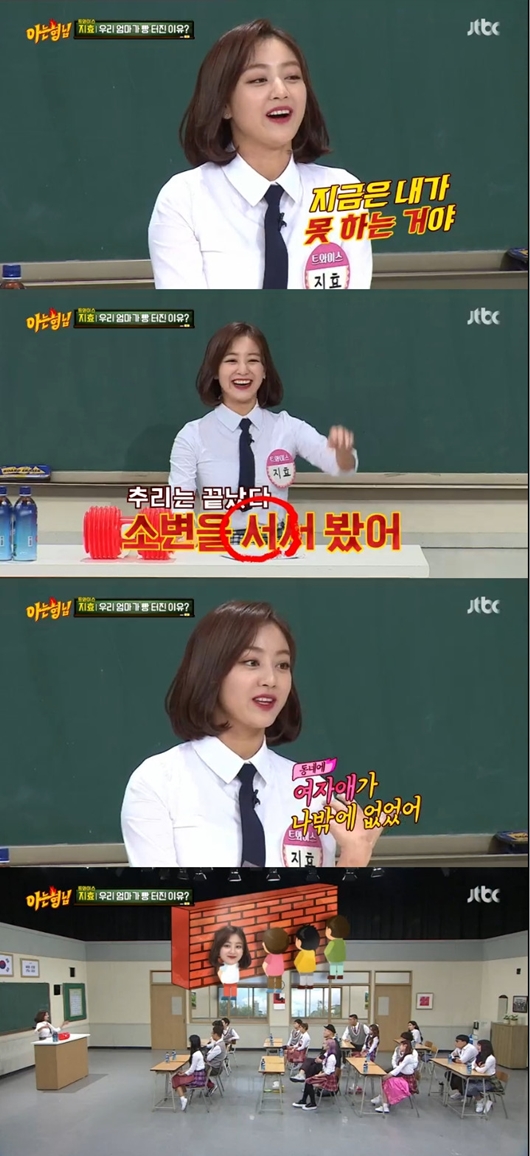 아는형님
트와이스
지효 | 우리 엄마가 빵 터진 이유?
jtbc
지금은 내가
못 하는 거야
트와이스
지효
아는형님
트와이스
지효 | 우리 엄마가 빵 터진 이유?
jtbc
트와이스
지효
추리는 끝났다
소변을 서서 봤어
아는형님
트와이스
지효 | 우리 엄마가 빵 터진 이유?
jtbc
동네에
여자애가
나밖에 없었어
트와이스
지효
아는형님
트와이스
지효 | 우리 엄마가 빵 터진 이유?
jtbc